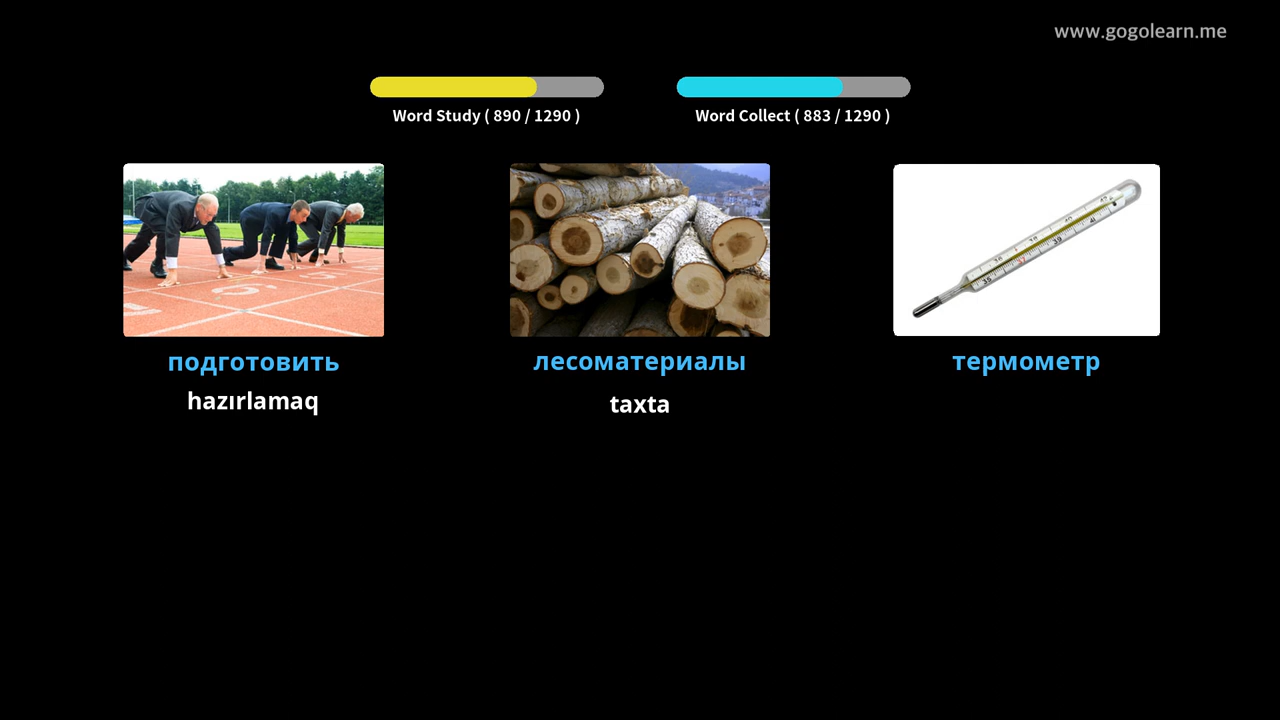 www.gogolearn.me
Word Study ( 890 / 1290 )
Word Collect ( 883 / 1290 )
подготовить
hazırlamaq
лесоматериалы
taxta
термометр